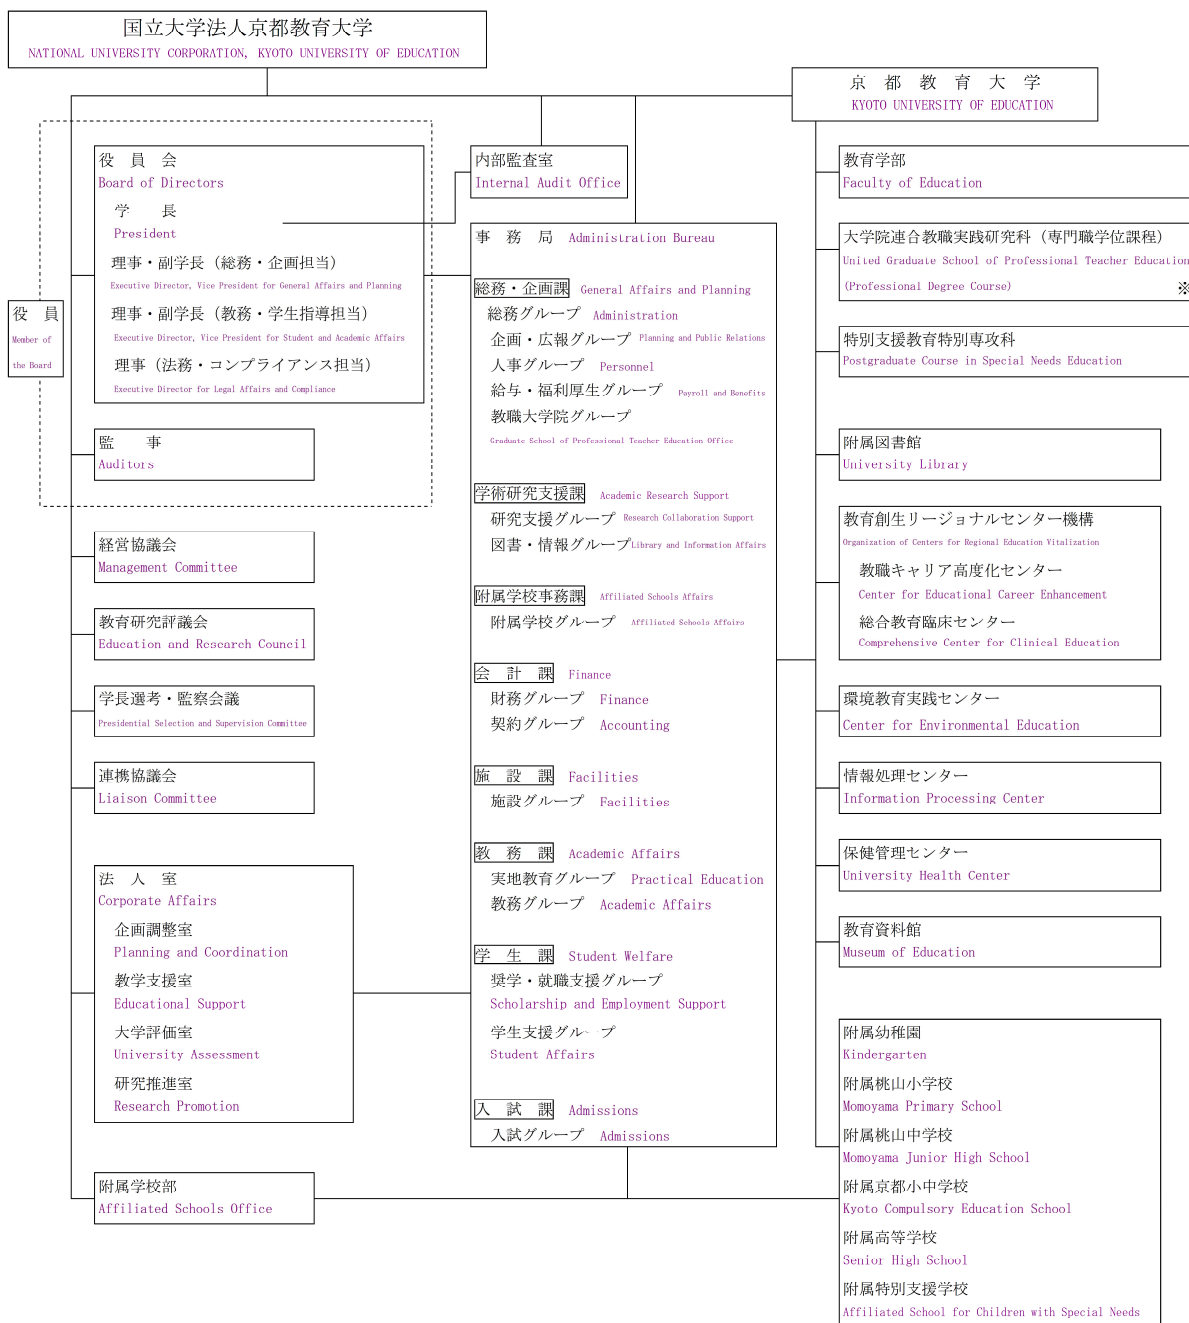 国立大学法人京都教育大学
NATIONAL UNIVERSITY CORPORATION, KYOTO UNIVERSITY OF EDUCATION
京都教育大学
KYOTO UNIVERSITY OF EDUCATION
役員
Member of
the Board
役員会
Board of Directors
学長
President
理事・副学長（総務・企画担当）
Executive Director, Vice President for General Affairs and Planning
理事・副学長（教務・学生指導担当）
Executive Director, Vice President for Student and Academic Affairs
理事（法務・コンプライアンス担当）
Executive Director for Legal Affairs and Compliance
監事
Auditors
経営協議会
Management Committee
教育研究評議会
Education and Research Council
学長選考・監察会議
Presidential Selection and Supervision Committee
連携協議会
Liaison Committee
法人室
Corporate Affairs
企画調整室
Planning and Coordination
教学支援室
Educational Support
大学評価室
University Assessment
研究推進室
Research Promotion
附属学校部
Affiliated Schools Office
内部監査室
Internal Audit Office
事務局 Administration Bureau
総務・企画課 General Affairs and Planning
総務グループ Administration
企画・広報グループ Planning and Public Relations
人事グループ Personnel
給与・福利厚生グループ Payroll and Benefits
教職大学院グループ
Graduate School of Professional Teacher Education Office
学術研究支援課 Academic Research Support
研究支援グループ Research Collaboration Support
図書・情報グループ Library and Information Affairs
附属学校事務課 Affiliated Schools Affairs
附属学校グループ Affiliated Schools Affairs
会計課 Finance
財務グループ Finance
契約グループ Accounting
施設課 Facilities
施設グループ Facilities
教務課 Academic Affairs
実地教育グループ Practical Education
教務グループ Academic Affairs
学生課 Student Welfare
奨学・就職支援グループ
Scholarship and Employment Support
学生支援グループ
Student Affairs
入試課 Admissions
入試グループ Admissions
教育学部
Faculty of Education
大学院連合教職実践研究科（専門職学位課程）
United Graduate School of Professional Teacher Education
(Professional Degree Course) ※
特別支援教育特別専攻科
Postgraduate Course in Special Needs Education
附属図書館
University Library
教育創生リージョナルセンター機構
Organization of Centers for Regional Education Vitalization
教職キャリア高度化センター
Center for Educational Career Enhancement
総合教育臨床センター
Comprehensive Center for Clinical Education
環境教育実践センター
Center for Environmental Education
情報処理センター
Information Processing Center
保健管理センター
University Health Center
教育資料館
Museum of Education
附属幼稚園
Kindergarten
附属桃山小学校
Momoyama Primary School
附属桃山中学校
Momoyama Junior High School
附属京都小中学校
Kyoto Compulsory Education School
附属高等学校
Senior High School
附属特別支援学校
Affiliated School for Children with Special Needs